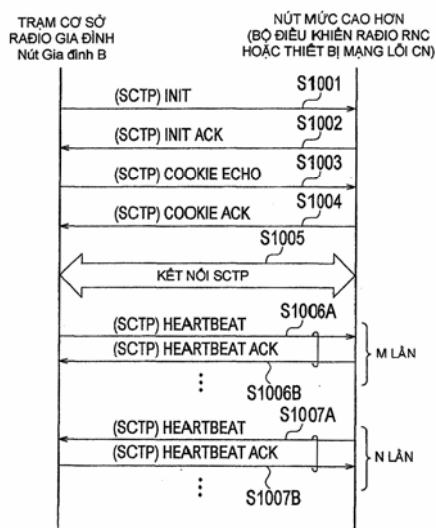 TRẠM CƠ SỞ
RAĐIO GIA ĐÌNH
Nút Gia đình B
NÚT MỨC CAO HƠN
(BỘ ĐIỀU KHIỂN RAĐIO RNC
HOẶC THIẾT BỊ MẠNG LÕI CN)
S1001
(SCTP) INIT
S1002
(SCTP) INIT ACK
S1003
(SCTP) COOKIE ECHO
S1004
(SCTP) COOKIE ACK
S1005
KẾT NỐI SCTP
S1006A
(SCTP) HEARTBEAT
(SCTP) HEARTBEAT ACK
S1006B
M LẦN
S1007A
(SCTP) HEARTBEAT
(SCTP) HEARTBEAT ACK
S1007B
N LẦN